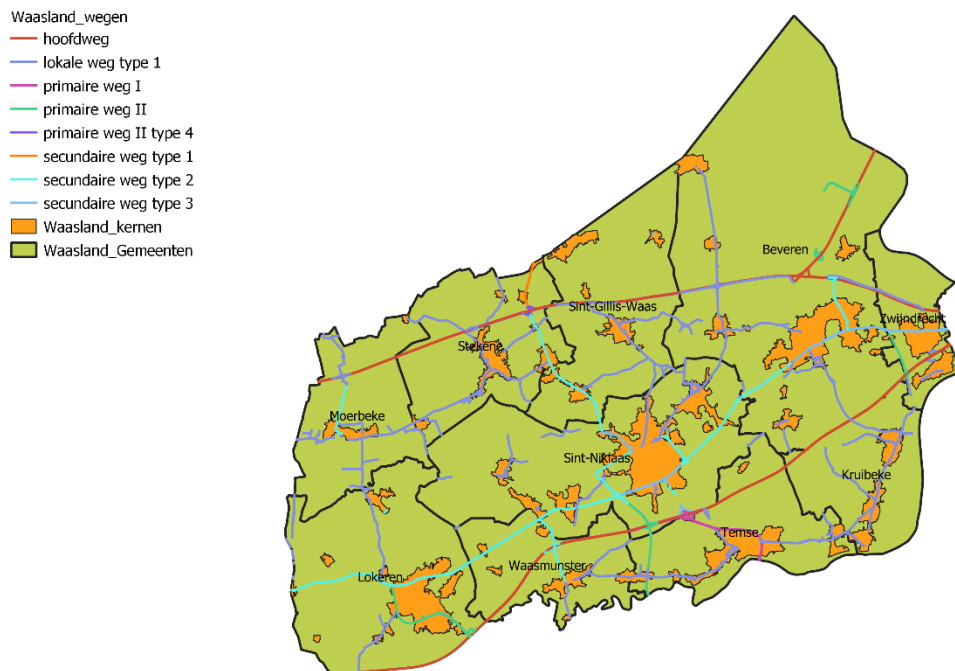 Waasland_wegen
hoofdweg
lokale weg type 1
primaire weg I
primaire weg II
primaire weg II type 4
secundaire weg type 1
secundaire weg type 2
secundaire weg type 3
Waasland_kernen
Waasland_Gemeenten
Beveren
Sint-Gillis-Waas
Zwijndrecht
Stekene
Moerbeke
Sint-Niklaas
Kruibeke
Temse
Waasmunster
Lokeren